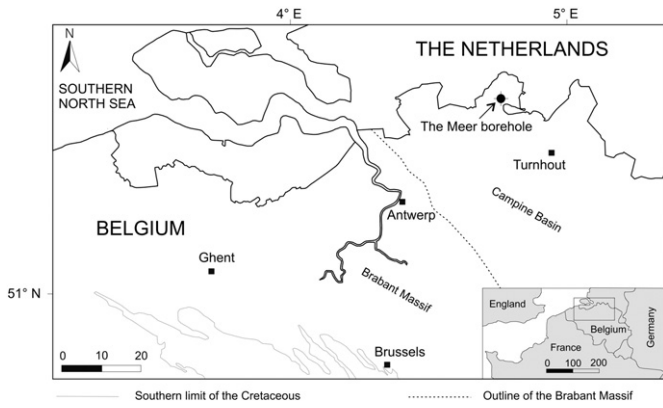 4° E
5° E
N
THE NETHERLANDS
SOUTHERN
NORTH SEA
The Meer borehole
Turnhout
Campine Basin
Antwerp
BELGIUM
Ghent
Brabant Massif
51° N
England
Germany
Belgium
France
0 100 200
Brussels
0 10 20
Southern limit of the Cretaceous
Outline of the Brabant Massif